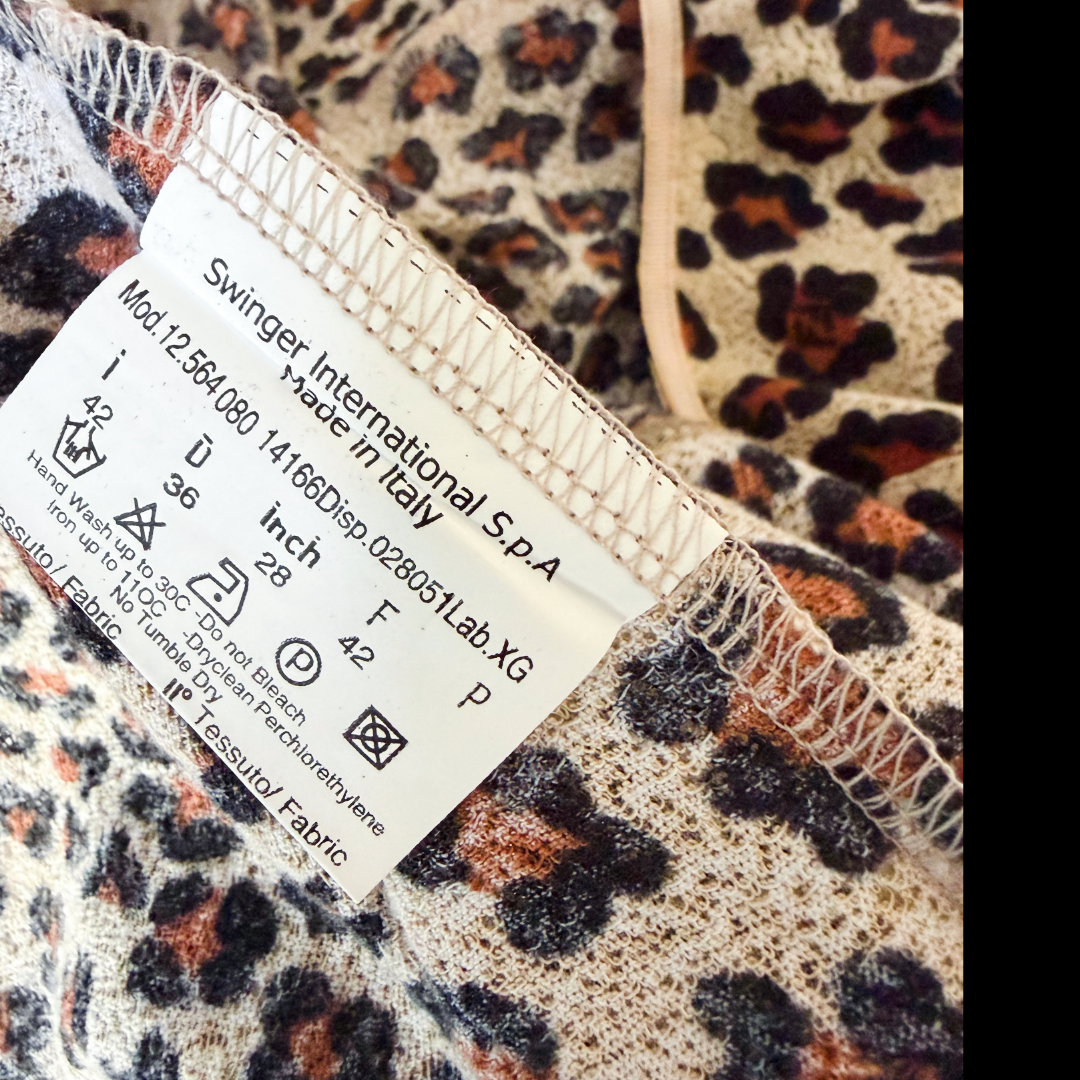 Swinger International S.p.A
Made in Italy
Mod.12.564.080 14166Disp.028051Lab.XG
i D inch F P
42 36 28 42
Hand Wash up to 30C -Do not Bleach
Iron up to 110C -Dryclean Perchlorethylene
No Tumble Dry
II° Tessuto/ Fabric
Fabric